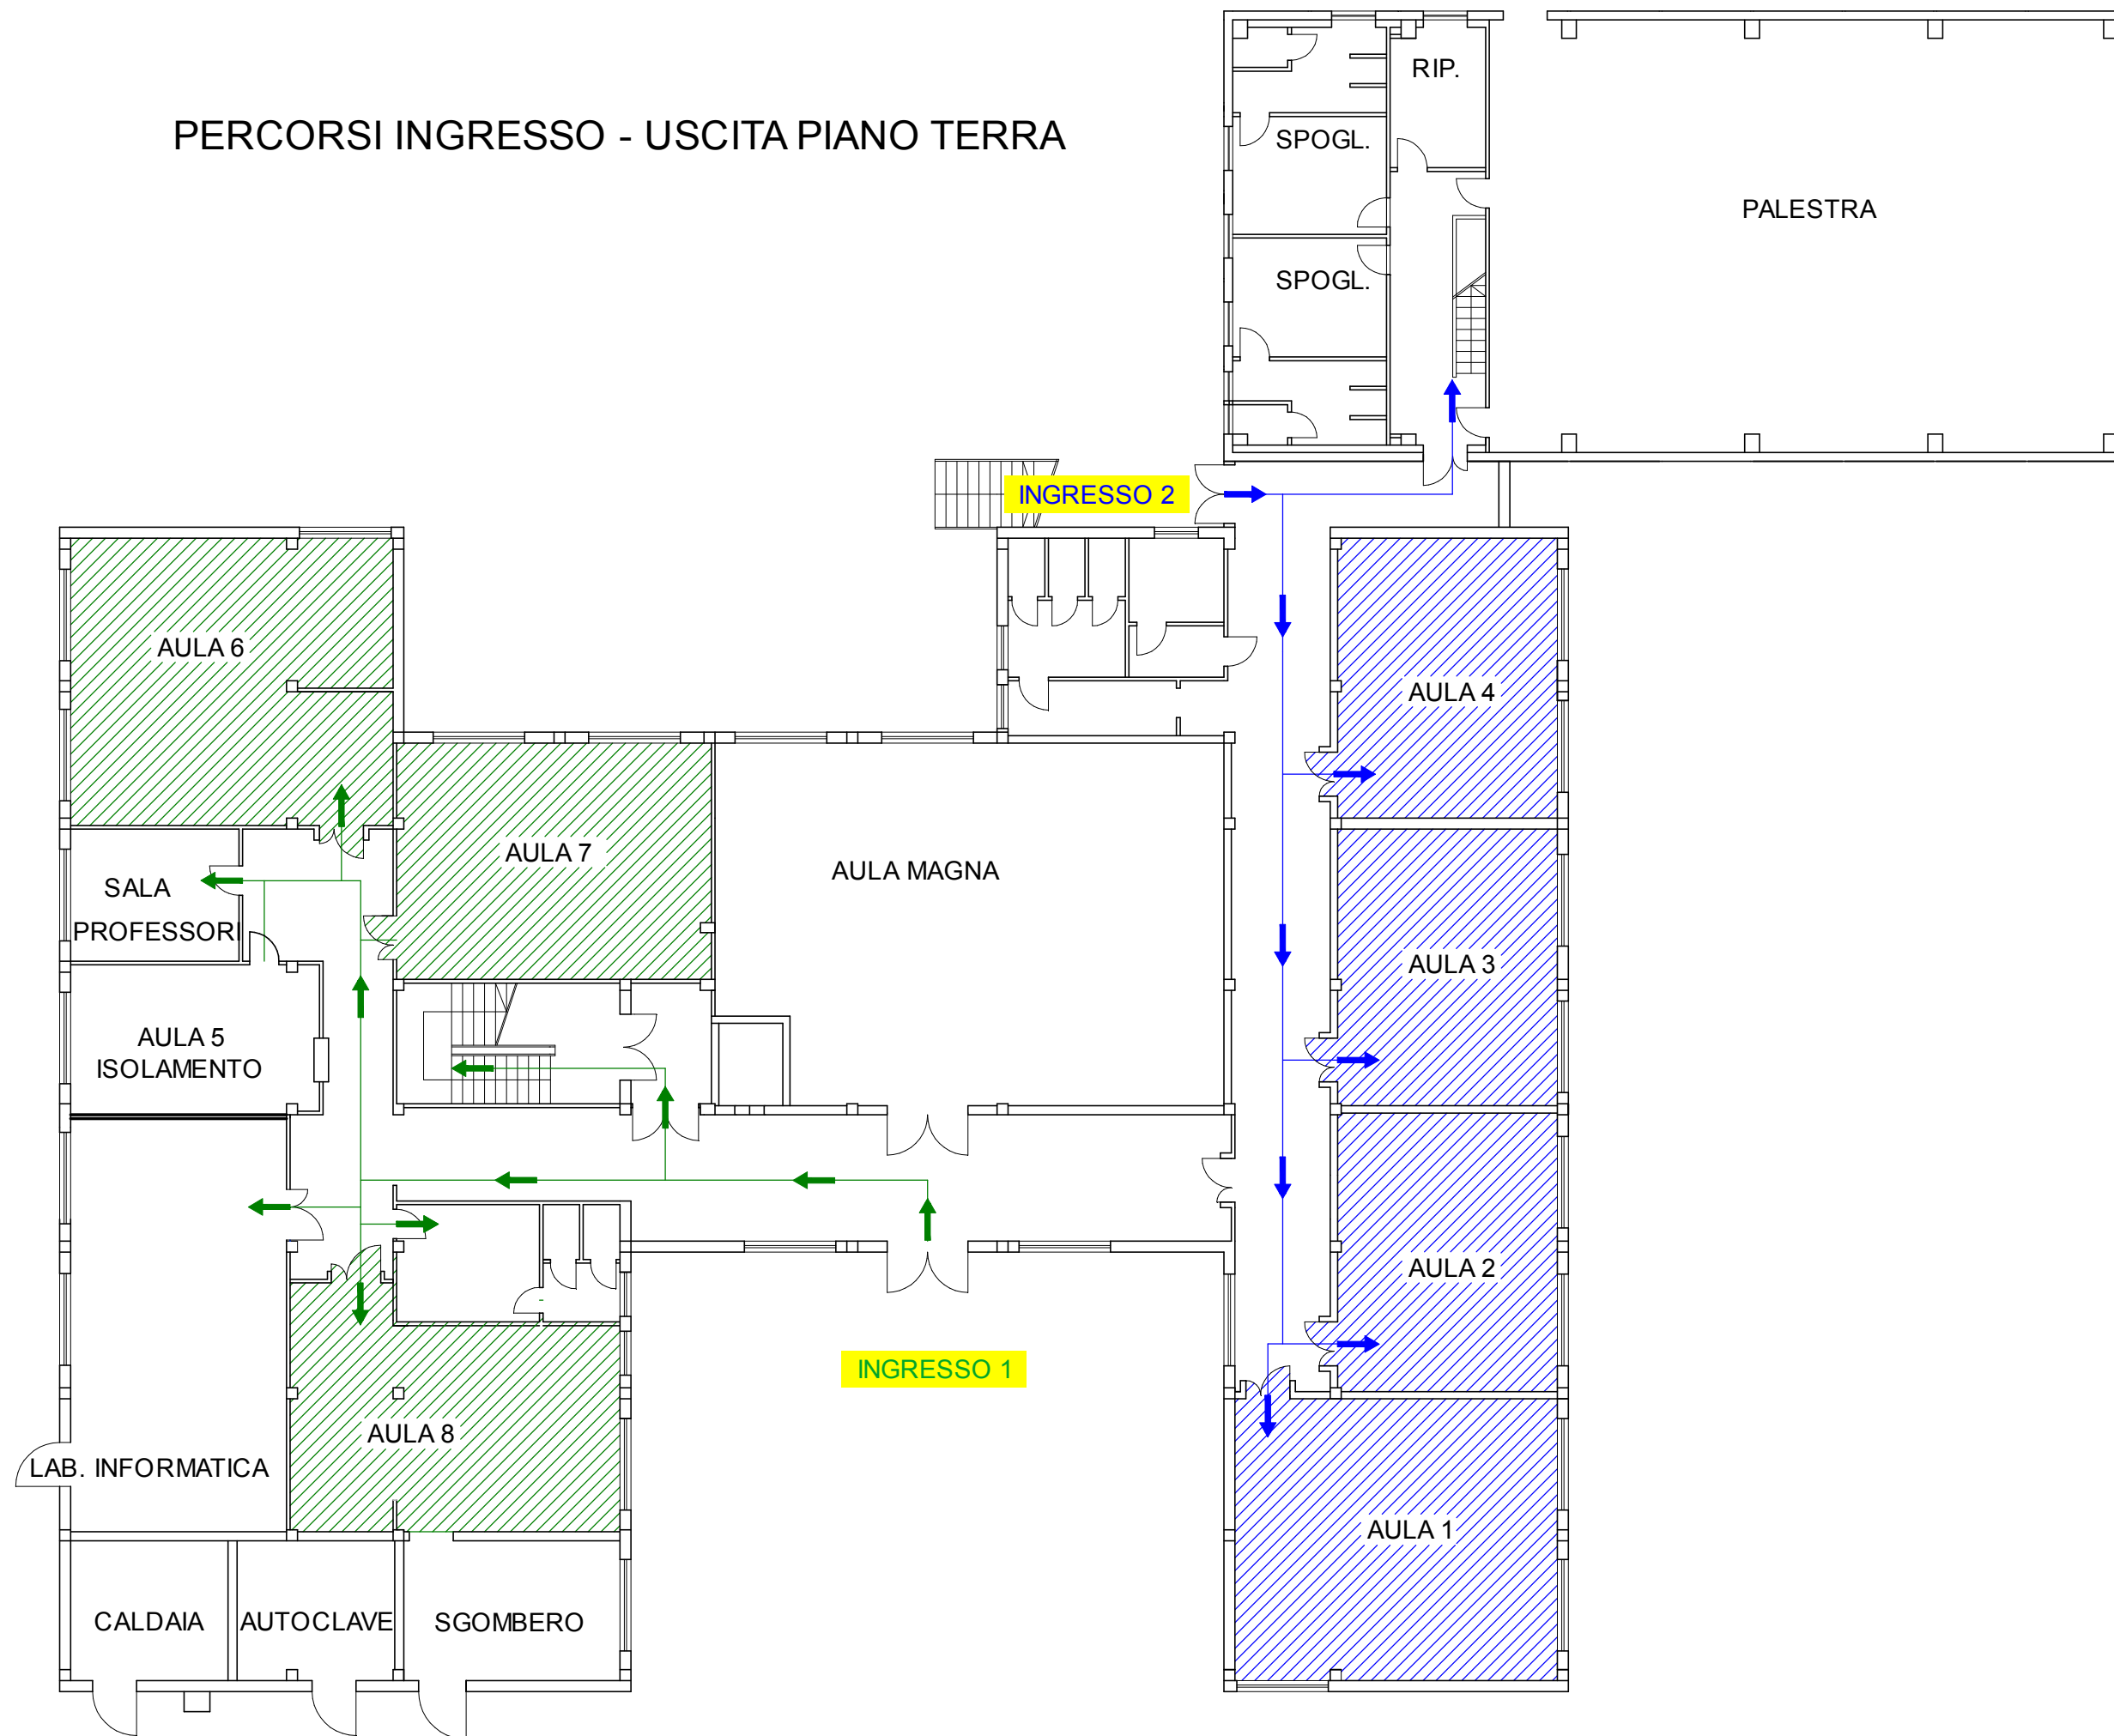 RIP.
PERCORSI INGRESSO - USCITA PIANO TERRA
SPOGL.
PALESTRA
SPOGL.
INGRESSO 2
AULA 6
AULA 4
AULA 7
AULA MAGNA
SALA
PROFESSORI
AULA 3
AULA 5
ISOLAMENTO
AULA 2
INGRESSO 1
AULA 8
LAB. INFORMATICA
AULA 1
CALDAIA
AUTOCLAVE
SGOMBERO